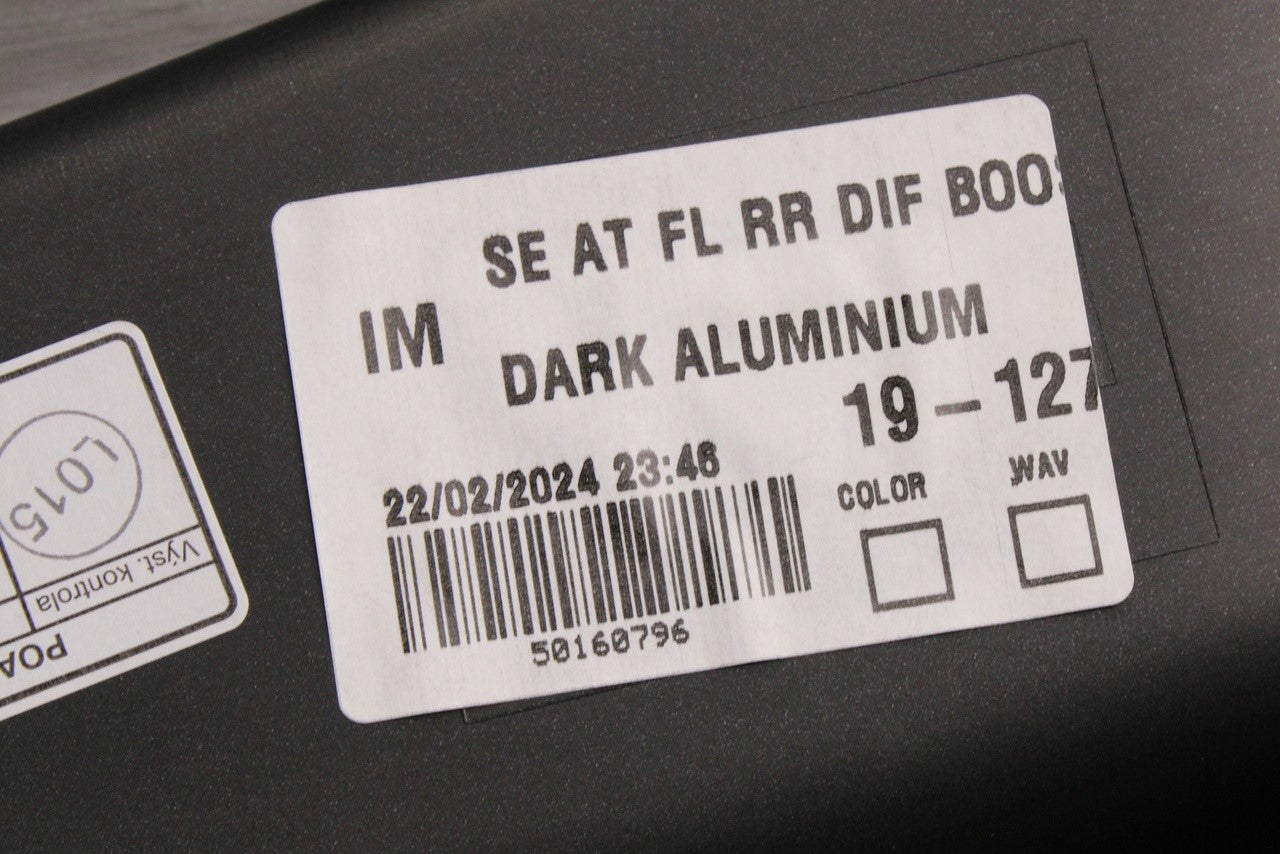 SE AT FL RR DIF BOOS
IM
DARK ALUMINIUM
19 - 127
22/02/2024 23:46
COLOR
WAV
50160796
L015
Výst. kontrola
POA